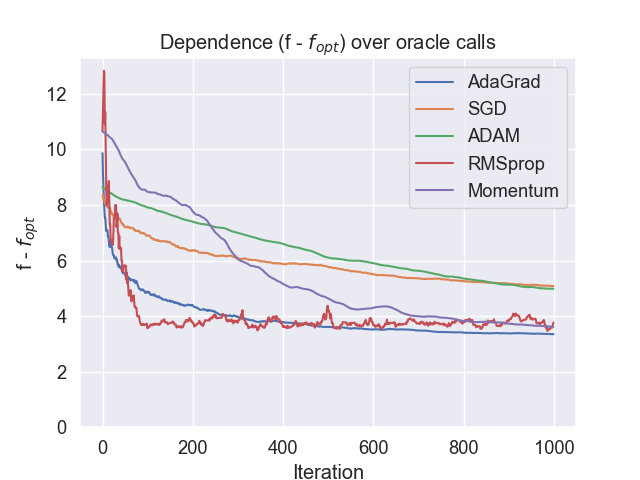 Dependence (f - f_opt) over oracle calls
f - f_opt
12
10
8
6
4
2
0
0 200 400 600 800 1000
Iteration
AdaGrad
SGD
ADAM
RMSprop
Momentum